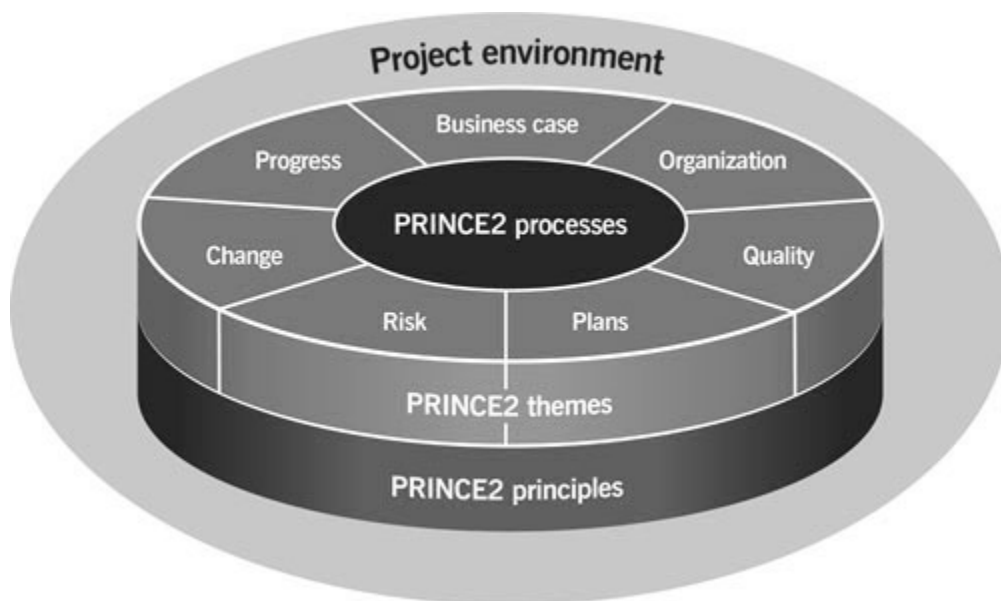 Project environment
Business case
Progress
Organization
PRINCE2 processes
Change
Quality
Risk
Plans
PRINCE2 themes
PRINCE2 principles